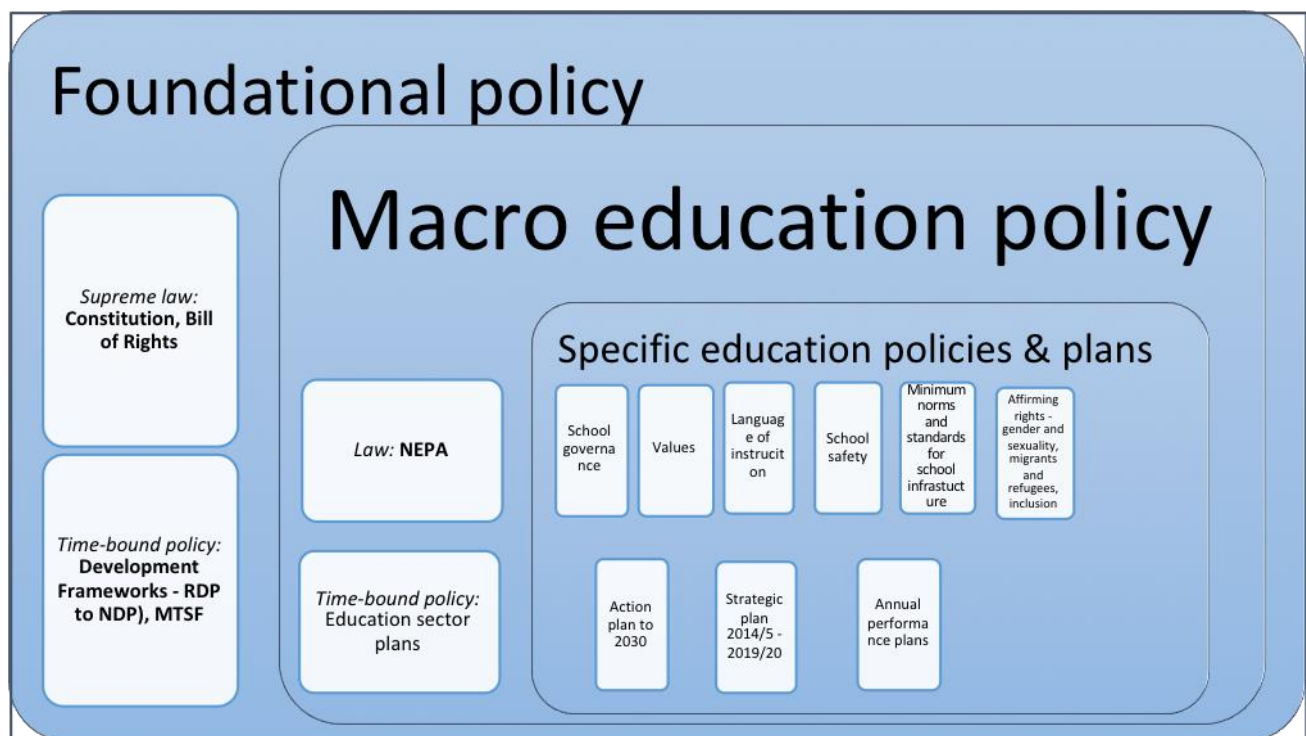 Foundational policy
Macro education policy
Supreme law:
Constitution, Bill
of Rights
Specific education policies & plans
Law: NEPA
School
governa
nce
Values
Languag
e of
instrucit
on
School
safety
Minimum
norms
and
standards
for
school
infrastuct
ure
Affirming
rights -
gender and
sexuality,
migrants
and
refugees,
inclusion
Time-bound policy:
Development
Frameworks - RDP
to NDP), MTSF
Time-bound policy:
Education sector
plans
Action
plan to
2030
Strategic
plan
2014/5 -
2019/20
Annual
performa
nce plans